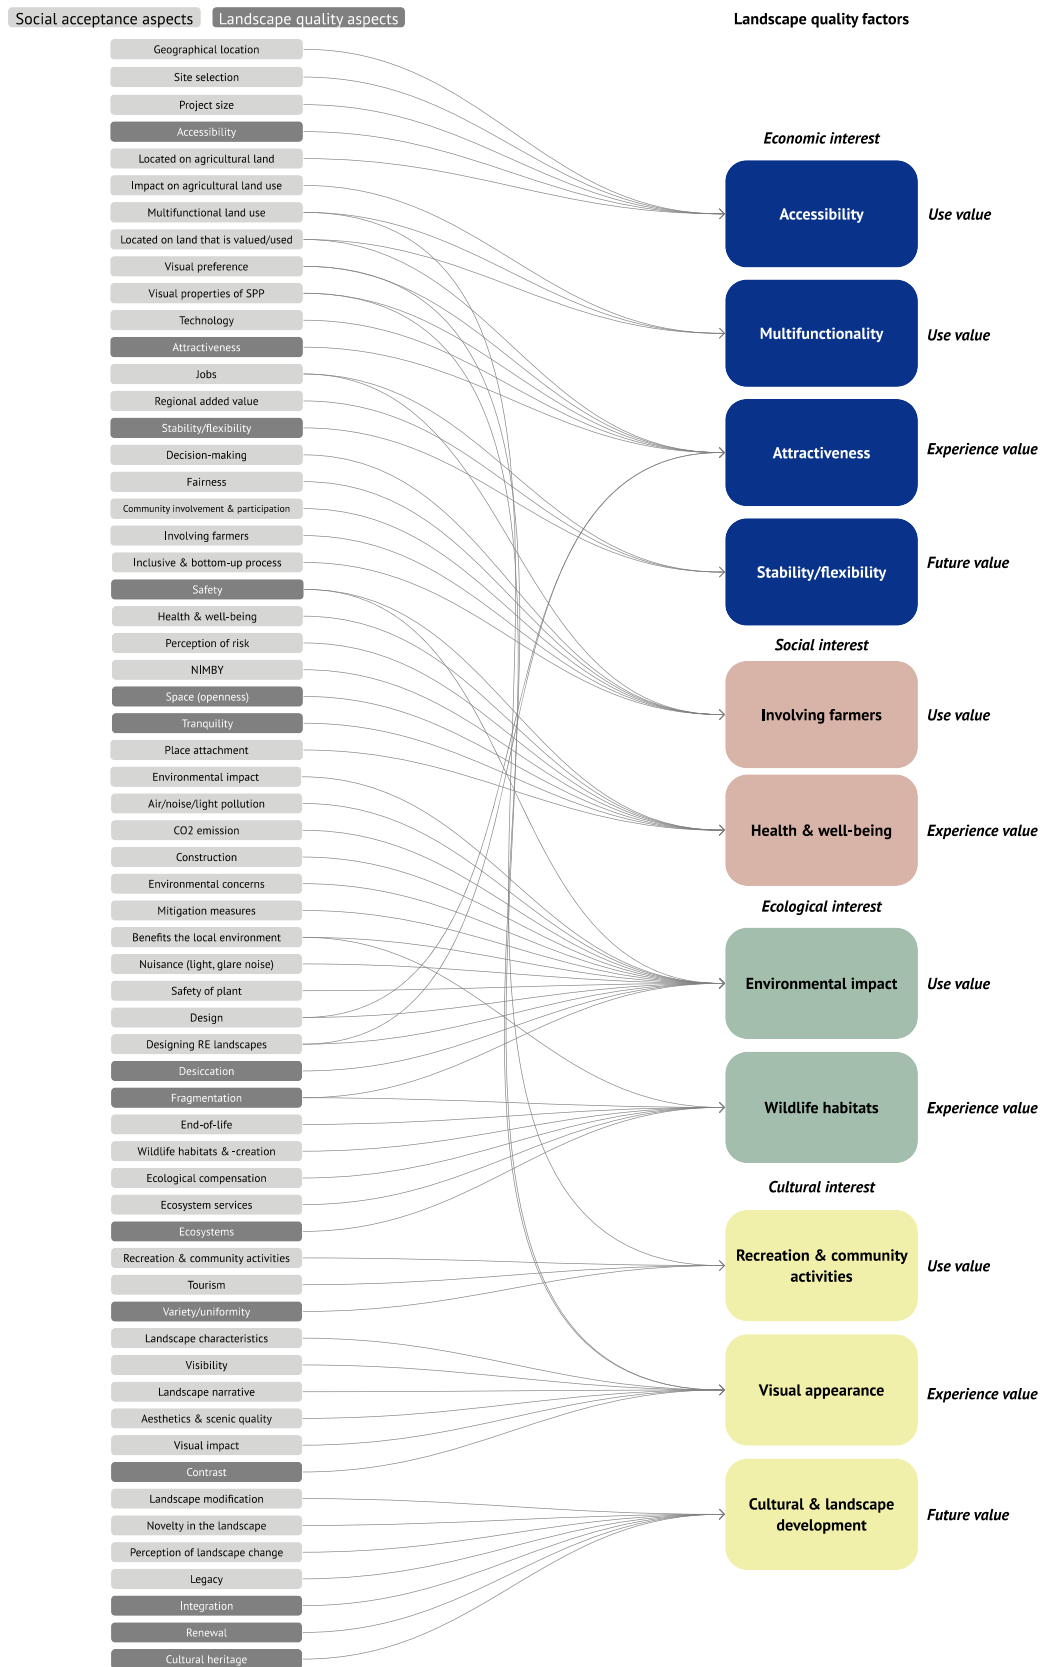 Social acceptance aspects
Landscape quality aspects
Landscape quality factors
Geographical location
Site selection
Project size
Accessibility
Located on agricultural land
Impact on agricultural land use
Multifunctional land use
Located on land that is valued/used
Visual preference
Visual properties of SPP
Technology
Attractiveness
Jobs
Regional added value
Stability/flexibility
Decision-making
Fairness
Community involvement & participation
Involving farmers
Inclusive & bottom-up process
Safety
Health & well-being
Perception of risk
NIMBY
Space (openness)
Tranquility
Place attachment
Environmental impact
Air/noise/light pollution
CO2 emission
Construction
Environmental concerns
Mitigation measures
Benefits the local environment
Nuisance (light, glare noise)
Safety of plant
Design
Designing RE landscapes
Desiccation
Fragmentation
End-of-life
Wildlife habitats & -creation
Ecological compensation
Ecosystem services
Ecosystems
Recreation & community activities
Tourism
Variety/uniformity
Landscape characteristics
Visibility
Landscape narrative
Aesthetics & scenic quality
Visual impact
Contrast
Landscape modification
Novelty in the landscape
Perception of landscape change
Legacy
Integration
Renewal
Cultural heritage
Economic interest
Accessibility
Use value
Multifunctionality
Use value
Attractiveness
Experience value
Stability/flexibility
Future value
Social interest
Involving farmers
Use value
Health & well-being
Experience value
Ecological interest
Environmental impact
Use value
Wildlife habitats
Experience value
Cultural interest
Recreation & community
activities
Use value
Visual appearance
Experience value
Cultural & landscape
development
Future value